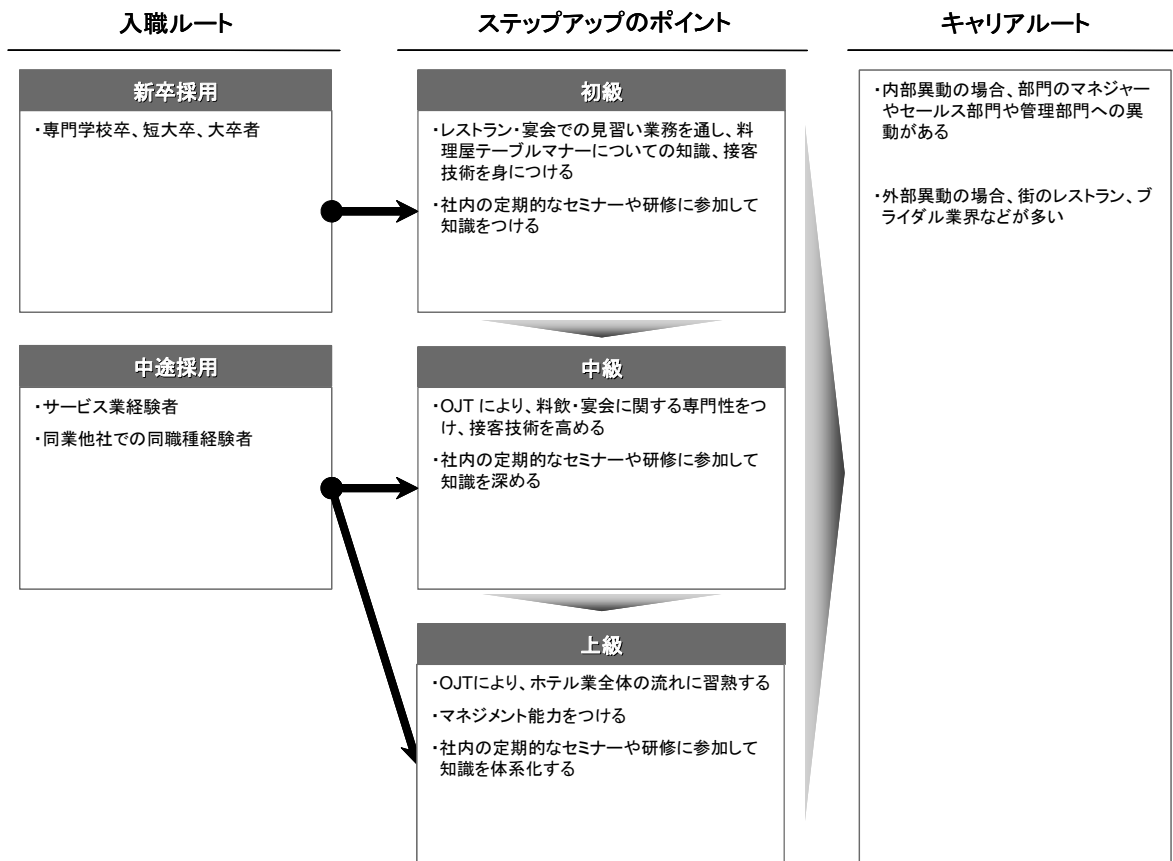 入職ルート
ステップアップのポイント
キャリアルート
新卒採用
・専門学校卒、短大卒、大卒者
中途採用
・サービス業経験者
・同業他社での同職種経験者
初級
・レストラン・宴会での見習い業務を通し、料
理屋テーブルマナーについての知識、接客
技術を身につける
・社内の定期的なセミナーや研修に参加して
知識をつける
中級
・OJT により、料飲・宴会に関する専門性をつ
け、接客技術を高める
・社内の定期的なセミナーや研修に参加して
知識を深める
上級
・OJTにより、ホテル業全体の流れに習熟する
・マネジメント能力をつける
・社内の定期的なセミナーや研修に参加して
知識を体系化する
・内部異動の場合、部門のマネジャー
やセールス部門や管理部門への異
動がある
・外部異動の場合、街のレストラン、ブ
ライダル業界などが多い